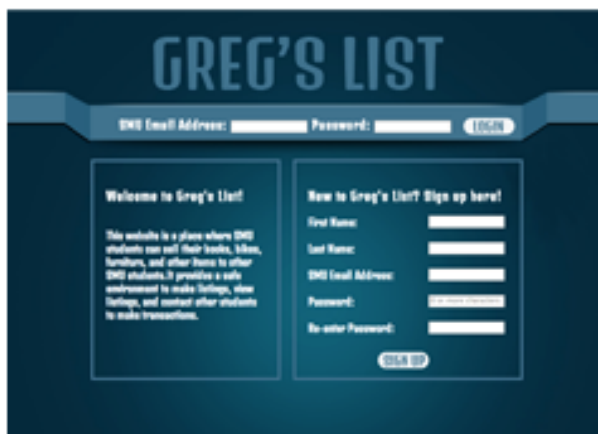 GREG'S LIST
SMU Email Address: Password: LOGIN
Welcome to Greg's List!
This website is a place where SMU
students can sell their books, bikes,
furniture, and other items to other
SMU students. It provides a safe
environment to make listings, view
listings, and contact other students
to make transactions.
New to Greg's List? Sign up here!
First Name:
Last Name:
SMU Email Address:
Password: or more characters
Re-enter Password:
SIGN UP